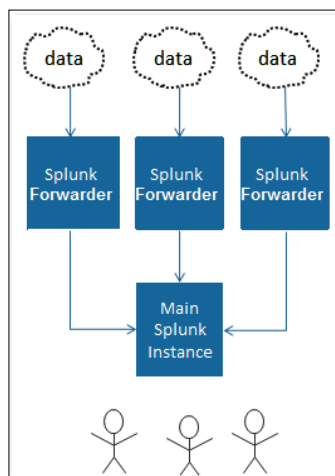 data
data
data
Splunk
Forwarder
Splunk
Forwarder
Splunk
Forwarder
Main
Splunk
Instance